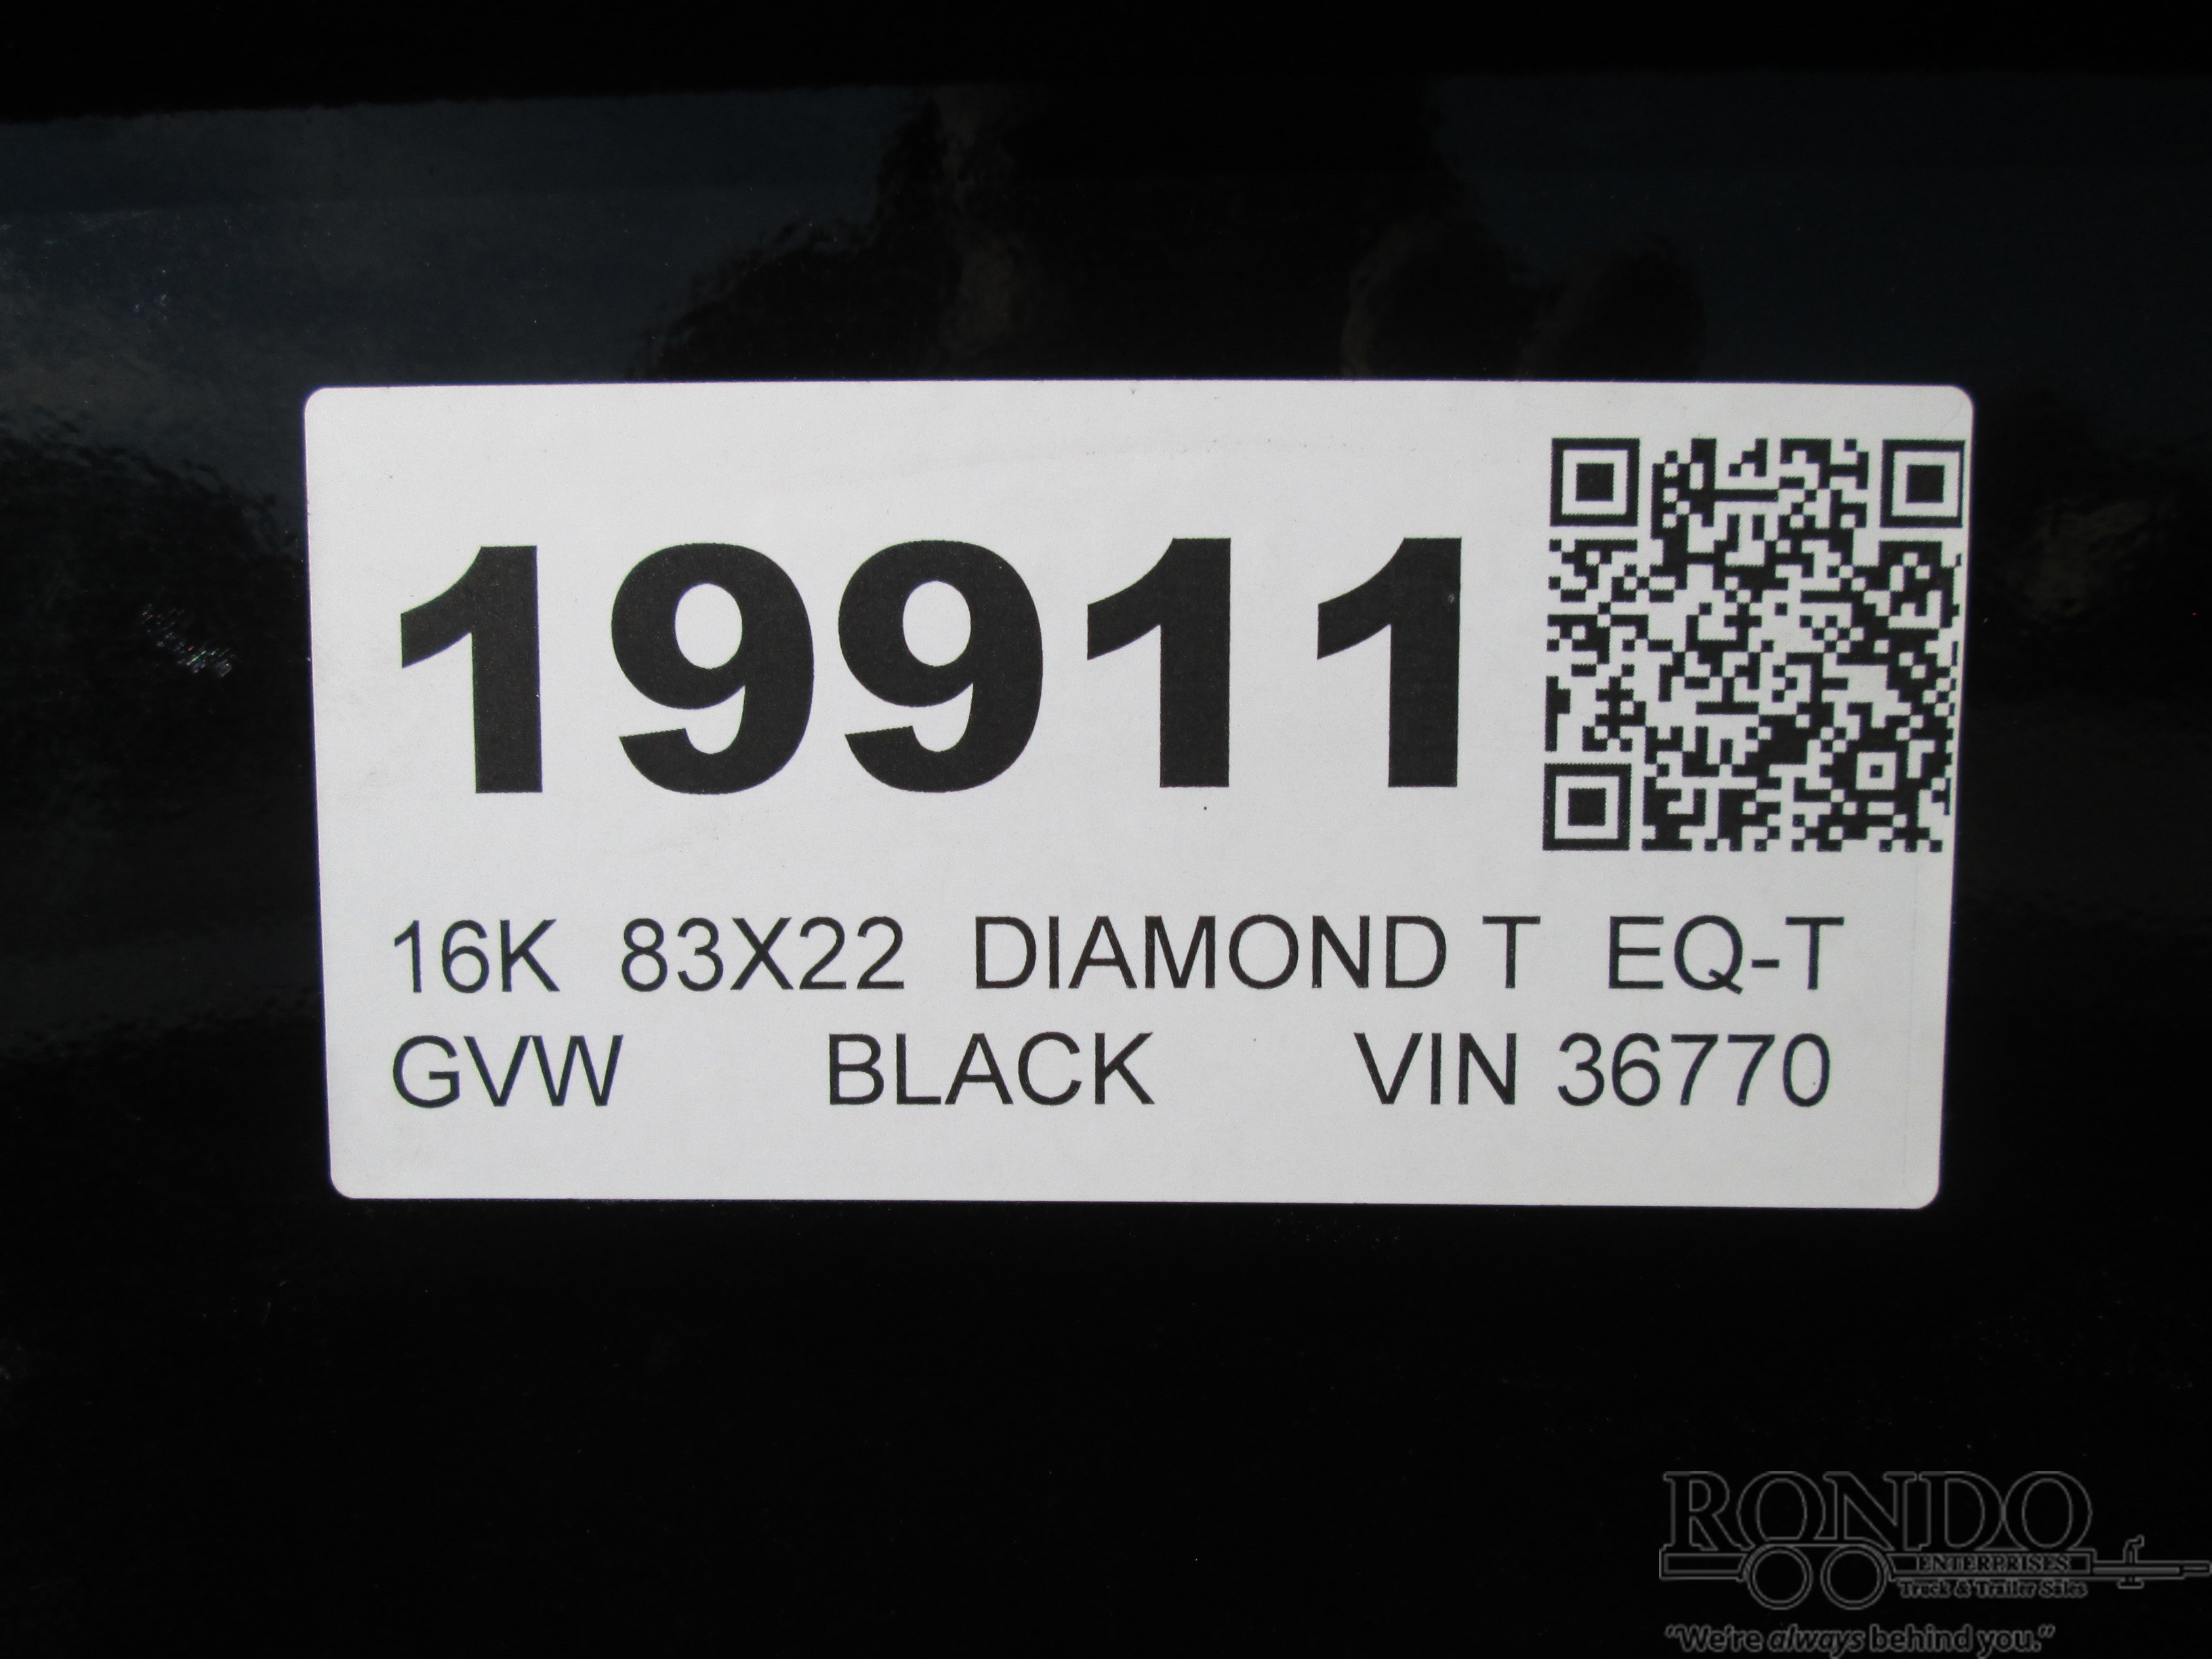 19911
16K 83X22 DIAMOND T EQ-T
GVW BLACK VIN 36770
RONDO
ENTERPRISES
Truck & Trailer Sales
"We're always behind you."